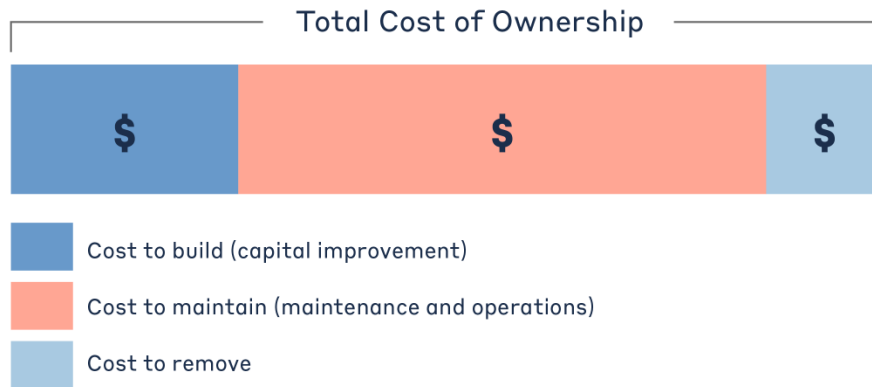 Total Cost of Ownership
$ $ $
Cost to build (capital improvement)
Cost to maintain (maintenance and operations)
Cost to remove